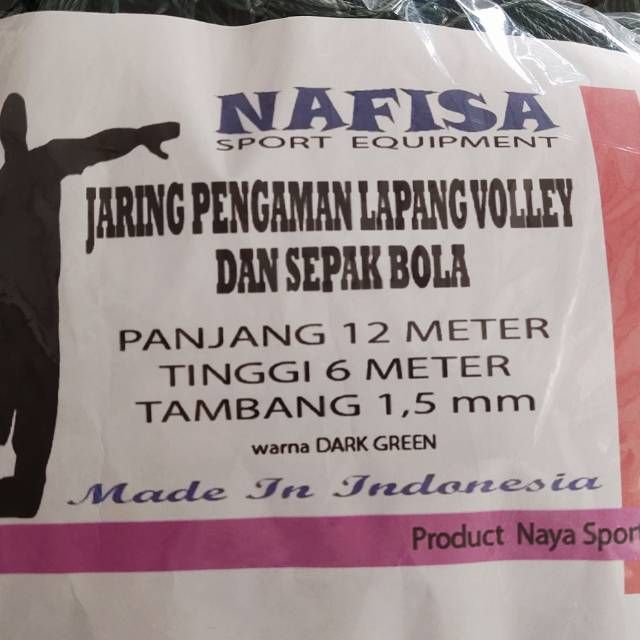 NAFISA
SPORT EQUIPMENT
JARING PENGAMAN LAPANG VOLLEY
DAN SEPAK BOLA
PANJANG 12 METER
TINGGI 6 METER
TAMBANG 1,5 mm
warna DARK GREEN
Made In Indonesia
Product Naya Sport